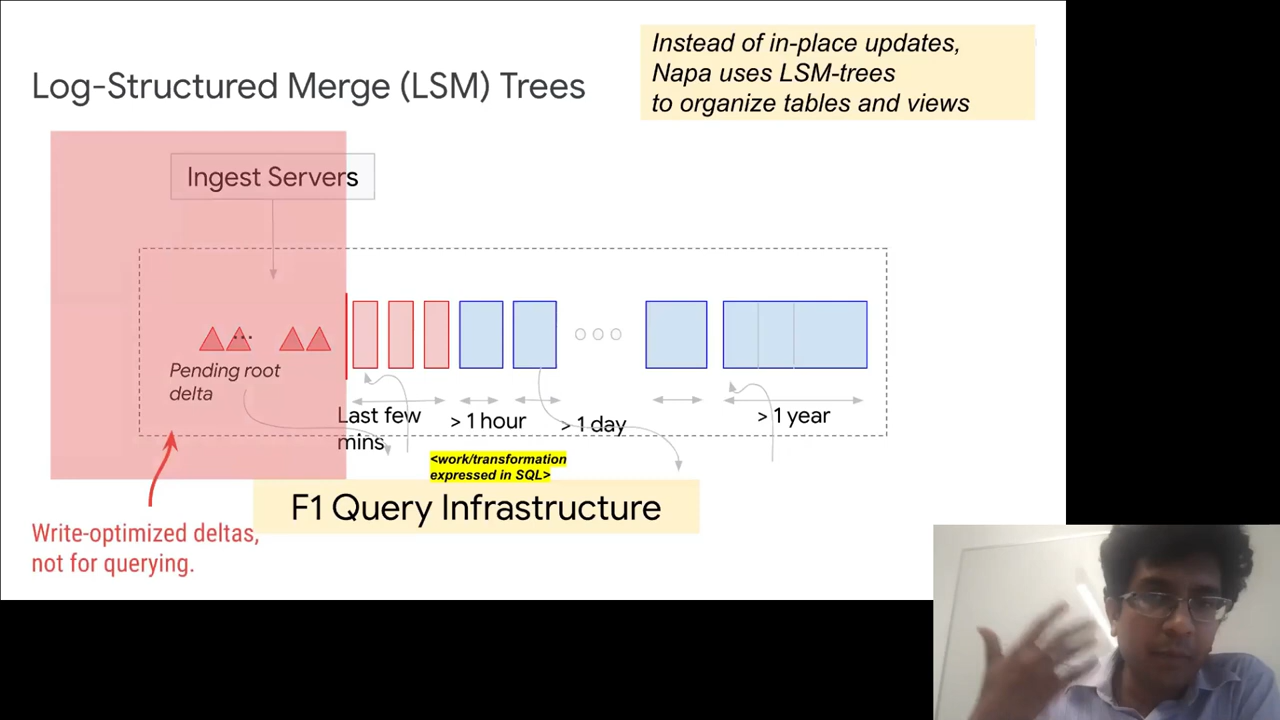 Instead of in-place updates,
Napa uses LSM-trees
to organize tables and views
Log-Structured Merge (LSM) Trees
Ingest Servers
...
Pending root
delta
Last few
mins
> 1 hour
> 1 day
> 1 year
<work/transformation
expressed in SQL>
F1 Query Infrastructure
Write-optimized deltas,
not for querying.